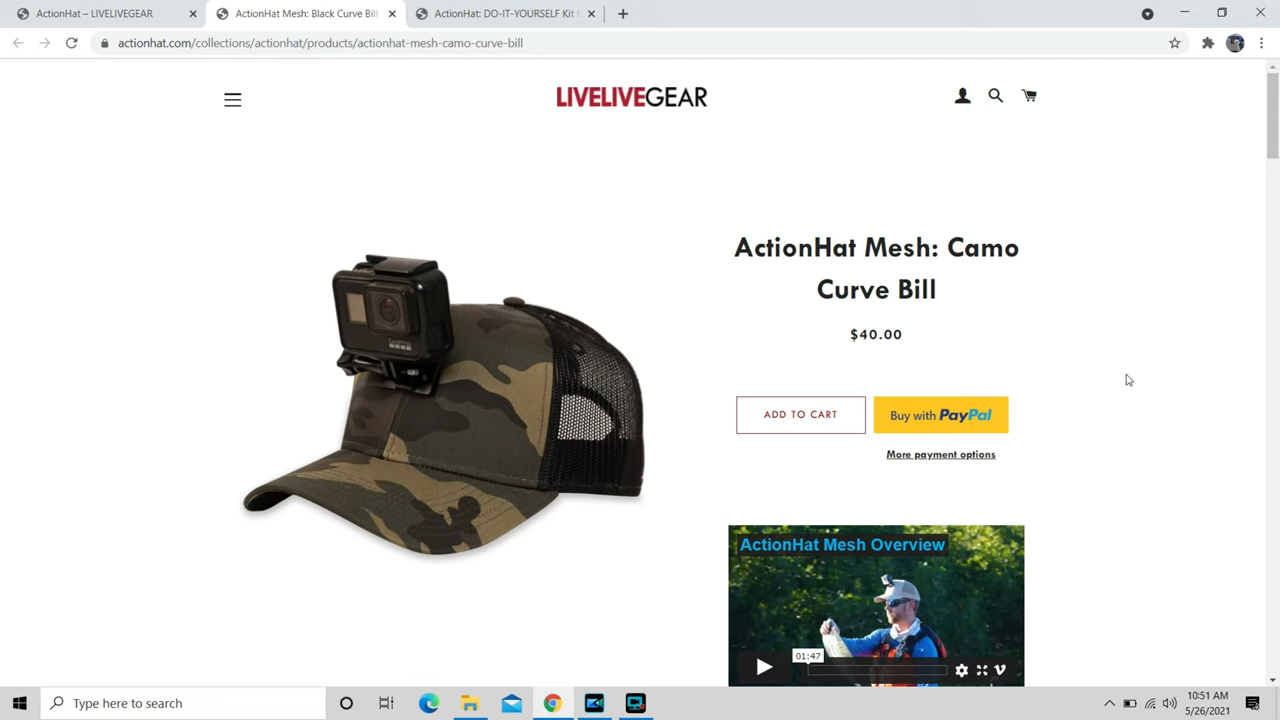 ActionHat – LIVELIVEGEAR
ActionHat Mesh: Black Curve Bill
ActionHat: DO-IT-YOURSELF Kit t
actionhat.com/collections/actionhat/products/actionhat-mesh-camo-curve-bill
LIVELIVEGEAR
ActionHat Mesh: Camo
Curve Bill
$40.00
ADD TO CART
Buy with PayPal
More payment options
ActionHat Mesh Overview
01:47
Type here to search
10:51 AM
5/26/2021